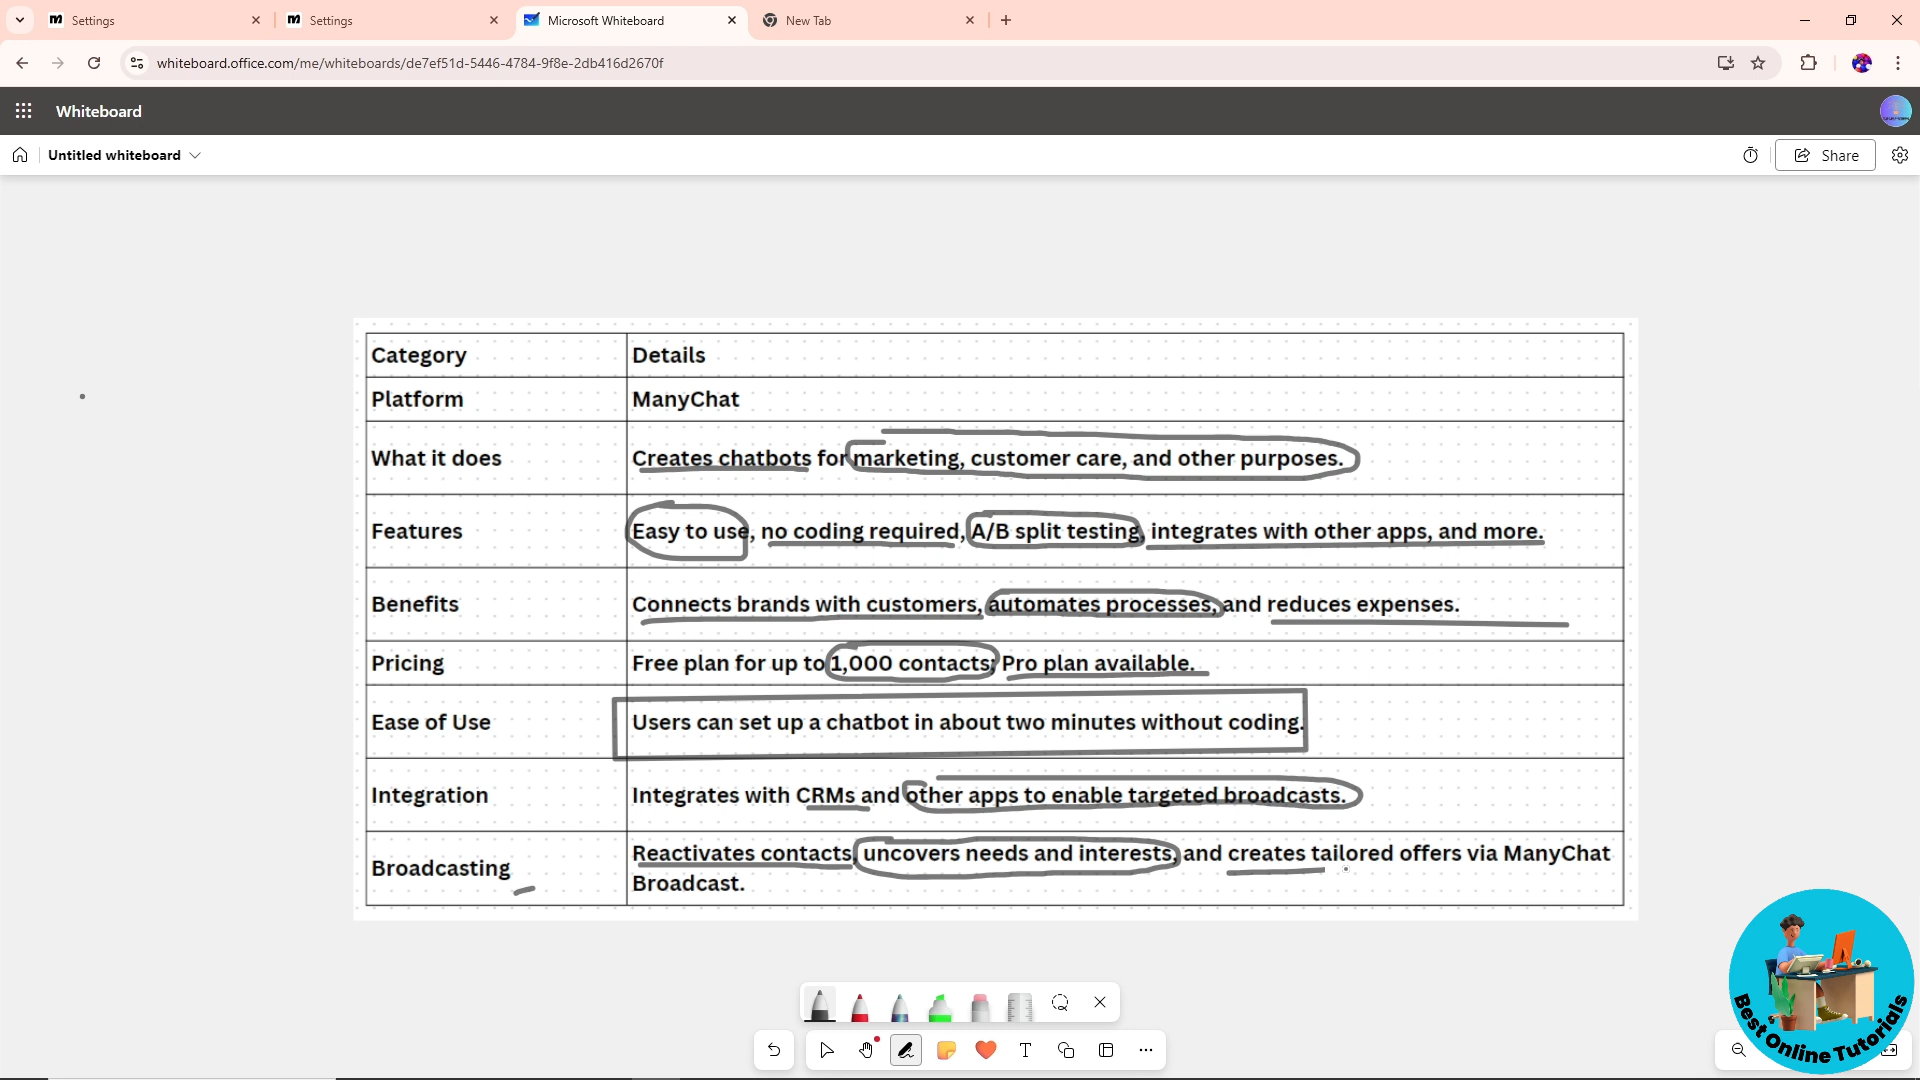 Settings
Settings
Microsoft Whiteboard
New Tab
whiteboard.office.com/me/whiteboards/de7ef51d-5446-4784-9f8e-2db416d2670f
Whiteboard
Untitled whiteboard
Share
Category
Details
Platform
ManyChat
What it does
Creates chatbots for marketing, customer care, and other purposes.
Features
Easy to use, no coding required, A/B split testing, integrates with other apps, and more.
Benefits
Connects brands with customers, automates processes, and reduces expenses.
Pricing
Free plan for up to 1,000 contacts; Pro plan available.
Ease of Use
Users can set up a chatbot in about two minutes without coding.
Integration
Integrates with CRMs and other apps to enable targeted broadcasts.
Broadcasting
Reactivates contacts, uncovers needs and interests, and creates tailored offers via ManyChat
Broadcast.
Best Online Tutorials